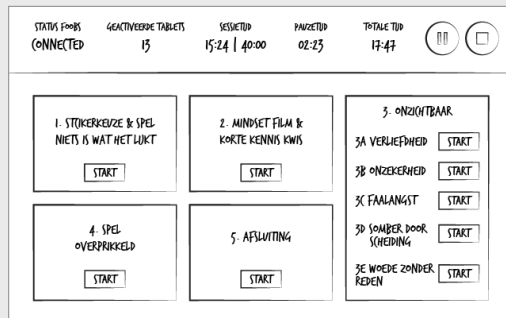 STATUS FOOBS
CONNECTED
GEACTIVEERDE TABLETS
13
SESSIETIJD
15:24 | 40:00
PAUZETIJD
02:23
TOTALE TIJD
17:47
1. STOKERKEUZE & SPEL
NIETS IS WAT HET LIJKT
START
2. MINDSET FILM &
KORTE KENNIS KWIS
START
3. ONZICHTBAAR
3A VERLIEFDHEID START
3B ONZEKERHEID START
3C FAALANGST START
3D SOMBER DOOR
SCHEIDING START
3E WOEDE ZONDER
REDEN START
4. SPEL
OVERPRIKKELD
START
5. AFSLUITING
START